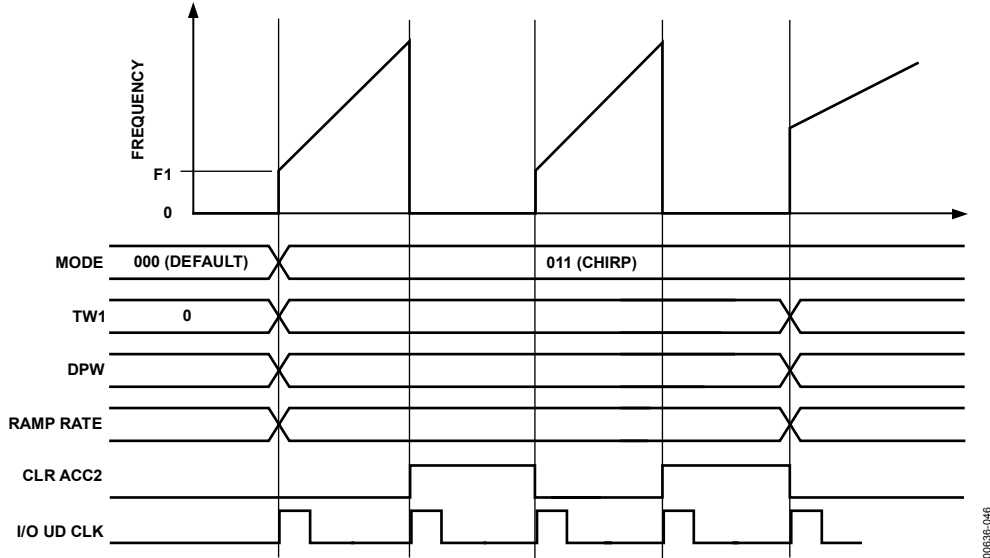 FREQUENCY
F1
0
MODE 000 (DEFAULT) 011 (CHIRP)
TW1 0
DPW
RAMP RATE
CLR ACC2
I/O UD CLK
00636-046